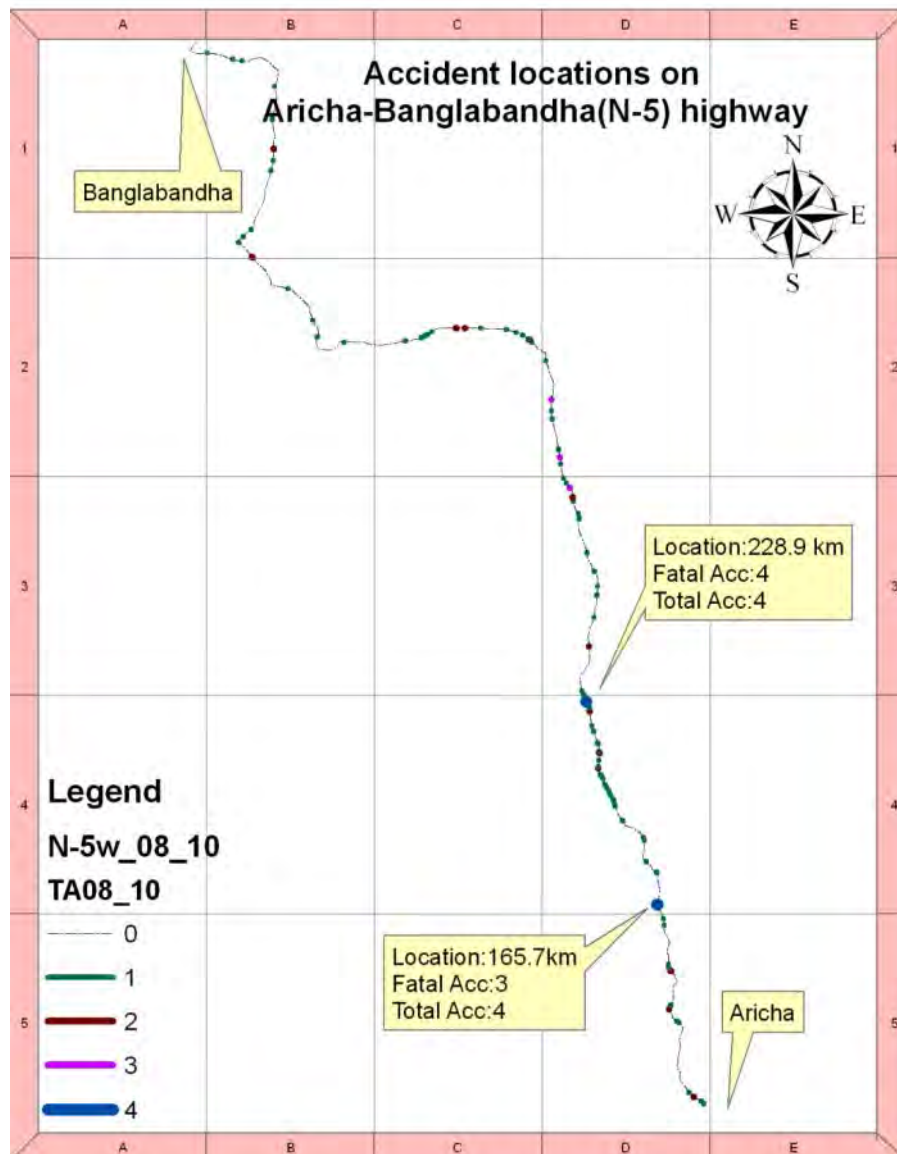 A B C D E
Accident locations on
Aricha-Banglabandha(N-5) highway
N
W E
S
Banglabandha
1 1
2 2
Location:228.9 km
Fatal Acc:4
Total Acc:4
3 3
Legend
N-5w_08_10
TA08_10
0
1
2
3
4
4 4
Location:165.7km
Fatal Acc:3
Total Acc:4
Aricha
5 5
A B C D E